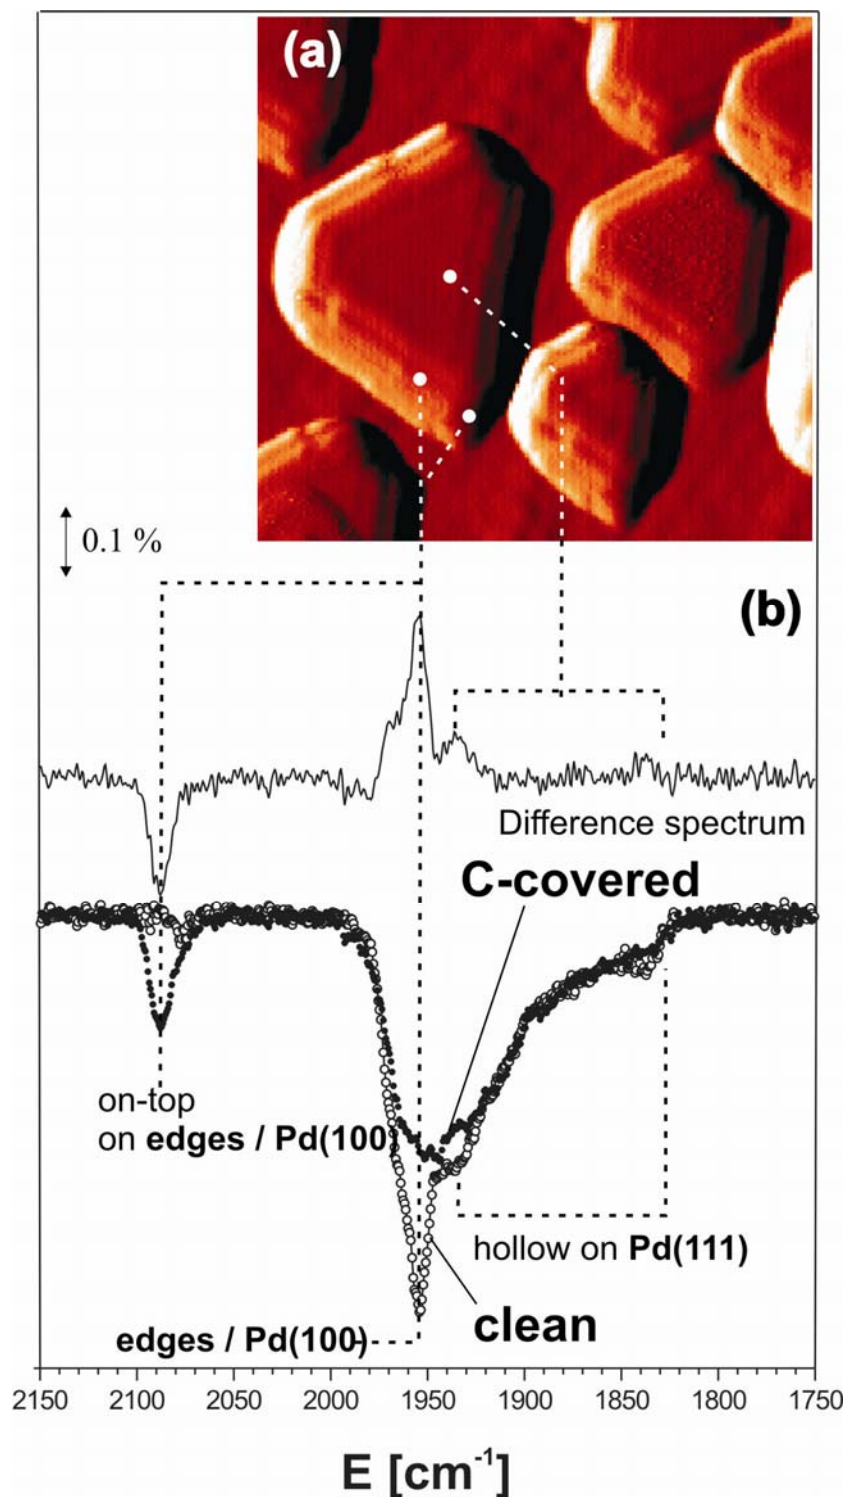 (a)
0.1 %
(b)
Difference spectrum
C-covered
on-top
on edges / Pd(100)
hollow on Pd(111)
clean
edges / Pd(100)
2150 2100 2050 2000 1950 1900 1850 1800 1750
E [cm⁻¹]